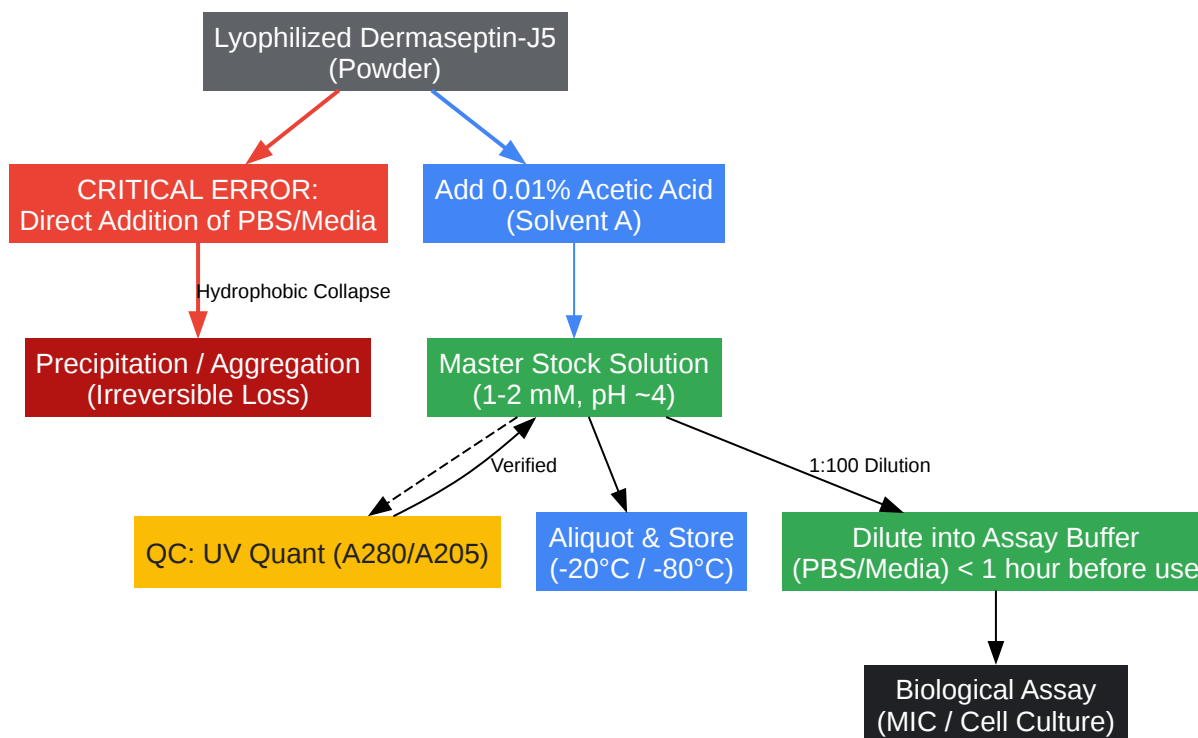 Lyophilized Dermaseptin-J5
(Powder)
CRITICAL ERROR:
Direct Addition of PBS/Media
Add 0.01% Acetic Acid
(Solvent A)
Hydrophobic Collapse
Precipitation / Aggregation
(Irreversible Loss)
Master Stock Solution
(1-2 mM, pH ~4)
Verified
1:100 Dilution
QC: UV Quant (A280/A205)
Aliquot & Store
(-20°C / -80°C)
Dilute into Assay Buffer
(PBS/Media) < 1 hour before use
Biological Assay
(MIC / Cell Culture)